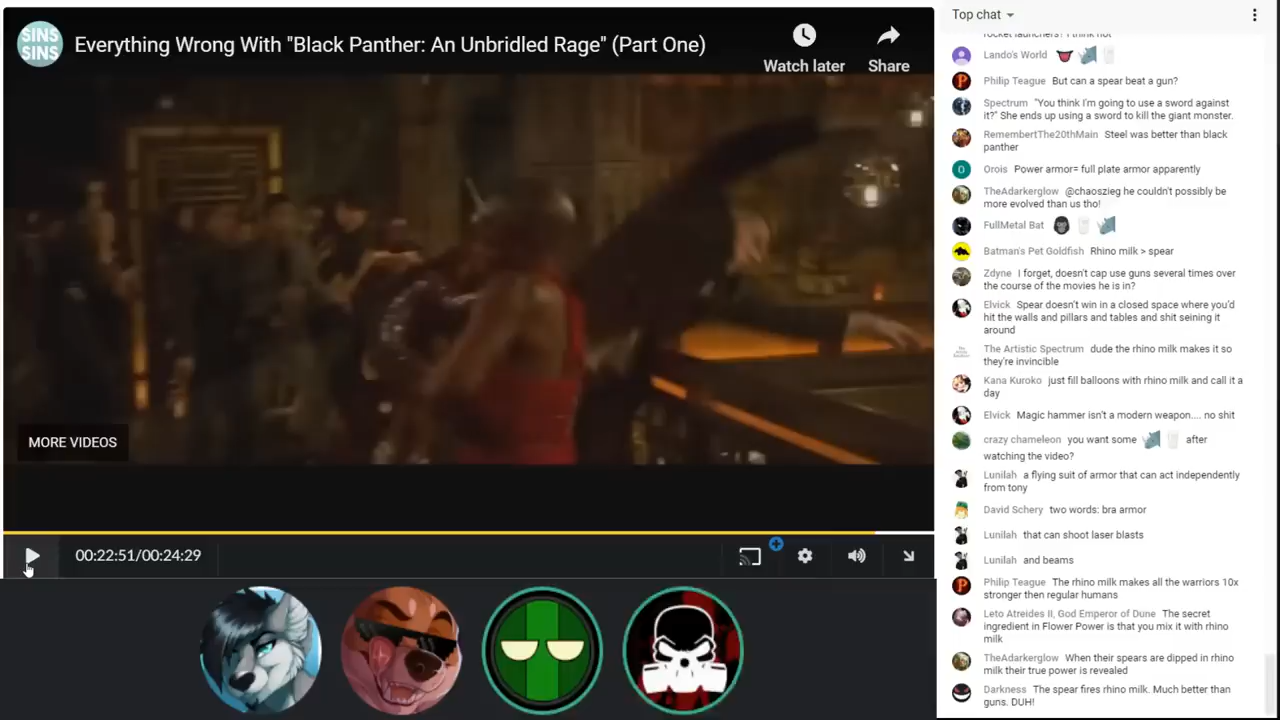 SINS
SINS
Everything Wrong With "Black Panther: An Unbridled Rage" (Part One)
Watch later
Share
MORE VIDEOS
00:22:51/00:24:29
Top chat
rocket launchers? I think not
Lando's World
Philip Teague But can a spear beat a gun?
Spectrum "You think I'm going to use a sword against
it?" She ends up using a sword to kill the giant monster.
RememberThe20thMain Steel was better than black
panther
O
Orois Power armor= full plate armor apparently
TheAdarkerglow @chaoszieg he couldn't possibly be
more evolved than us tho!
FullMetal Bat
Batman's Pet Goldfish Rhino milk > spear
Zdyne I forget, doesn't cap use guns several times over
the course of the movies he is in?
Elvick Spear doesn't win in a closed space where you'd
hit the walls and pillars and tables and shit seining it
around
The Artistic Spectrum dude the rhino milk makes it so
they're invincible
Kana Kuroko just fill balloons with rhino milk and call it a
day
Elvick Magic hammer isn't a modern weapon.... no shit
crazy chameleon you want some after
watching the video?
Lunilah a flying suit of armor that can act independently
from tony
David Schery two words: bra armor
Lunilah that can shoot laser blasts
Lunilah and beams
Philip Teague The rhino milk makes all the warriors 10x
stronger then regular humans
Leto Atreides II, God Emperor of Dune The secret
ingredient in Flower Power is that you mix it with rhino
milk
TheAdarkerglow When their spears are dipped in rhino
milk their true power is revealed
Darkness The spear fires rhino milk. Much better than
guns. DUH!